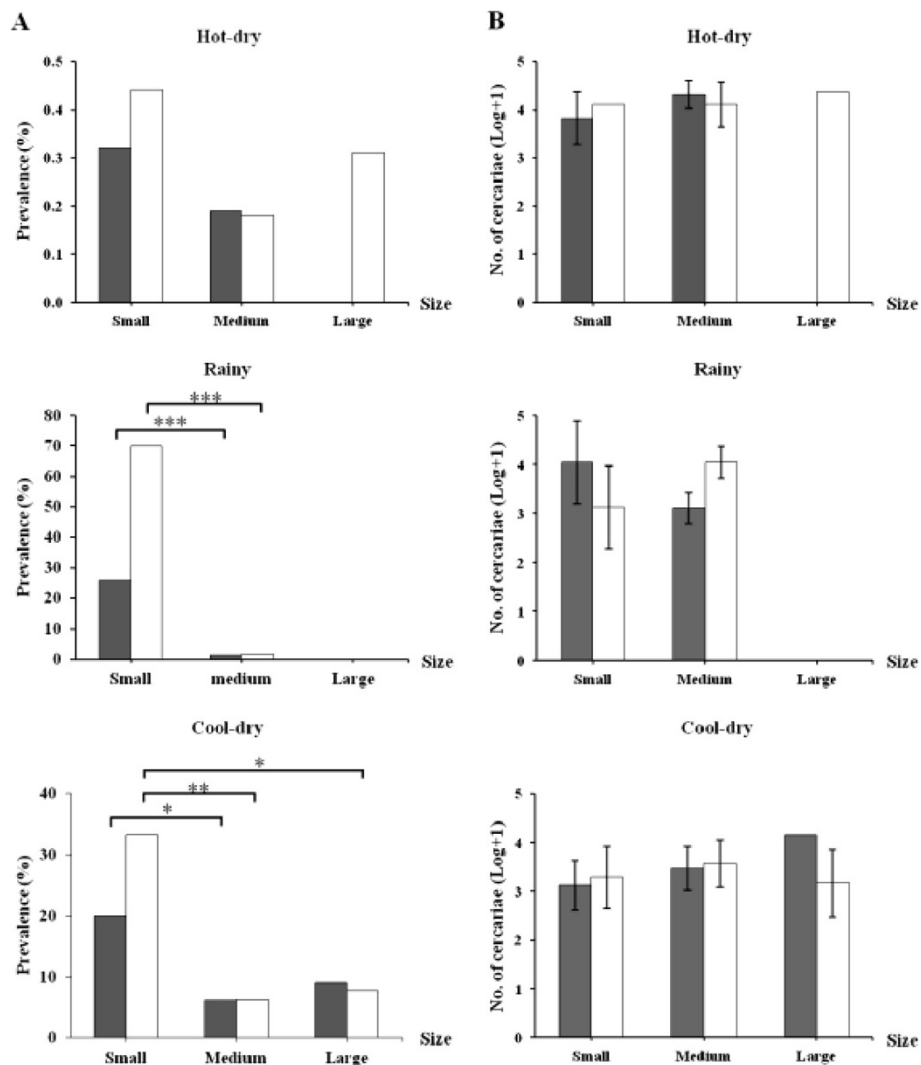 A
Hot-dry
Prevalence (%)
0.5
0.4
0.3
0.2
0.1
0.0
Small Medium Large Size
B
Hot-dry
No. of cercariae (Log+1)
5
4
3
2
1
0
Small Medium Large Size
Rainy
Prevalence (%)
80
70
60
50
40
30
20
10
0
***
***
Small medium Large Size
Rainy
No. of cercariae (Log+1)
5
4
3
2
1
0
Small Medium Large Size
Cool-dry
Prevalence (%)
40
30
20
10
0
*
**
*
Small Medium Large Size
Cool-dry
No. of cercariae (Log+1)
5
4
3
2
1
0
Small Medium Large Size